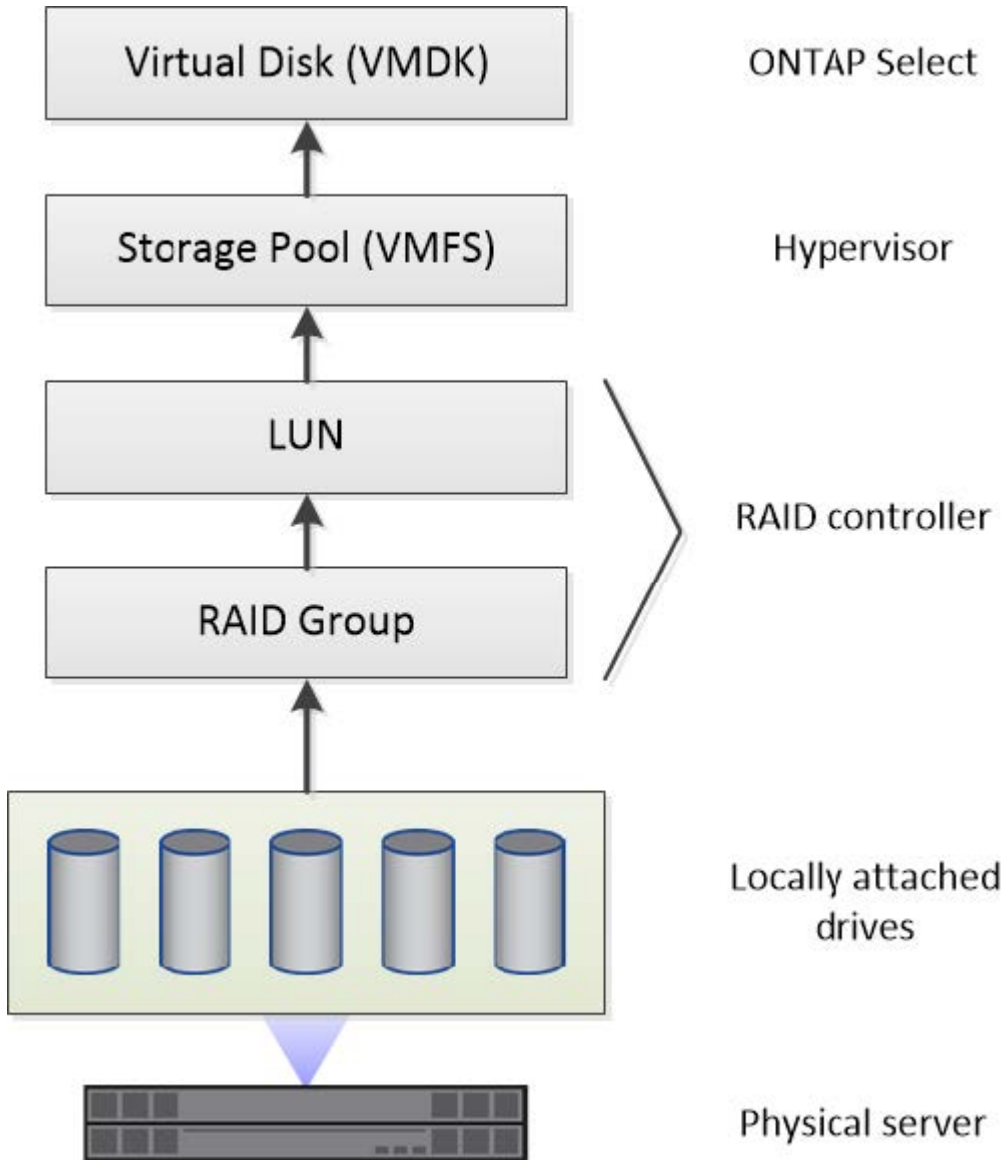 Virtual Disk (VMDK)
ONTAP Select
Storage Pool (VMFS)
Hypervisor
LUN
RAID controller
RAID Group
Locally attached
drives
Physical server